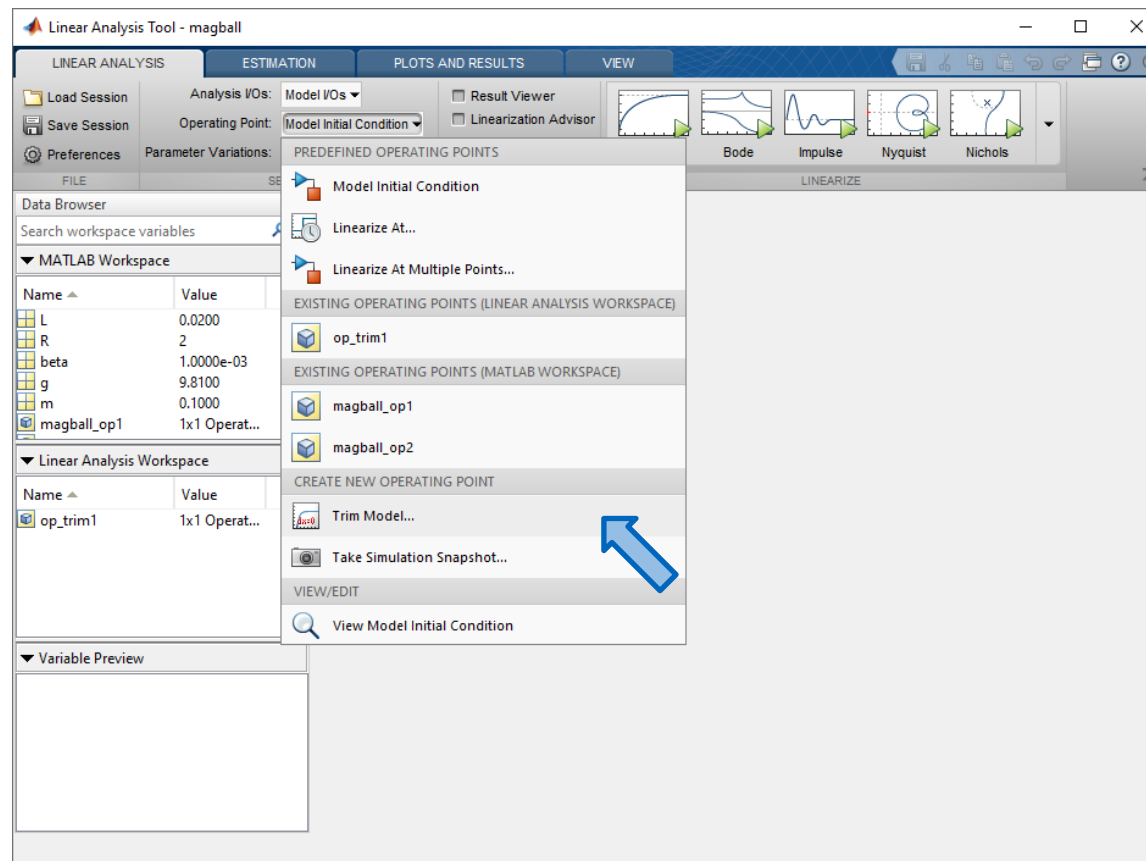 Linear Analysis Tool - magball
LINEAR ANALYSIS ESTIMATION PLOTS AND RESULTS VIEW
Load Session
Save Session
Preferences
FILE
Analysis I/Os: Model I/Os
Operating Point: Model Initial Condition
Parameter Variations:
SE
Result Viewer
Linearization Advisor
Bode Impulse Nyquist Nichols
LINEARIZE
PREDEFINED OPERATING POINTS
Model Initial Condition
Linearize At...
Linearize At Multiple Points...
EXISTING OPERATING POINTS (LINEAR ANALYSIS WORKSPACE)
op_trim1
EXISTING OPERATING POINTS (MATLAB WORKSPACE)
magball_op1
magball_op2
CREATE NEW OPERATING POINT
dx=0
Trim Model...
Take Simulation Snapshot...
VIEW/EDIT
View Model Initial Condition
Data Browser
Search workspace variables
MATLAB Workspace
Name Value
L 0.0200
R 2
beta 1.0000e-03
g 9.8100
m 0.1000
magball_op1 1x1 Operat...
Linear Analysis Workspace
Name Value
op_trim1 1x1 Operat...
Variable Preview